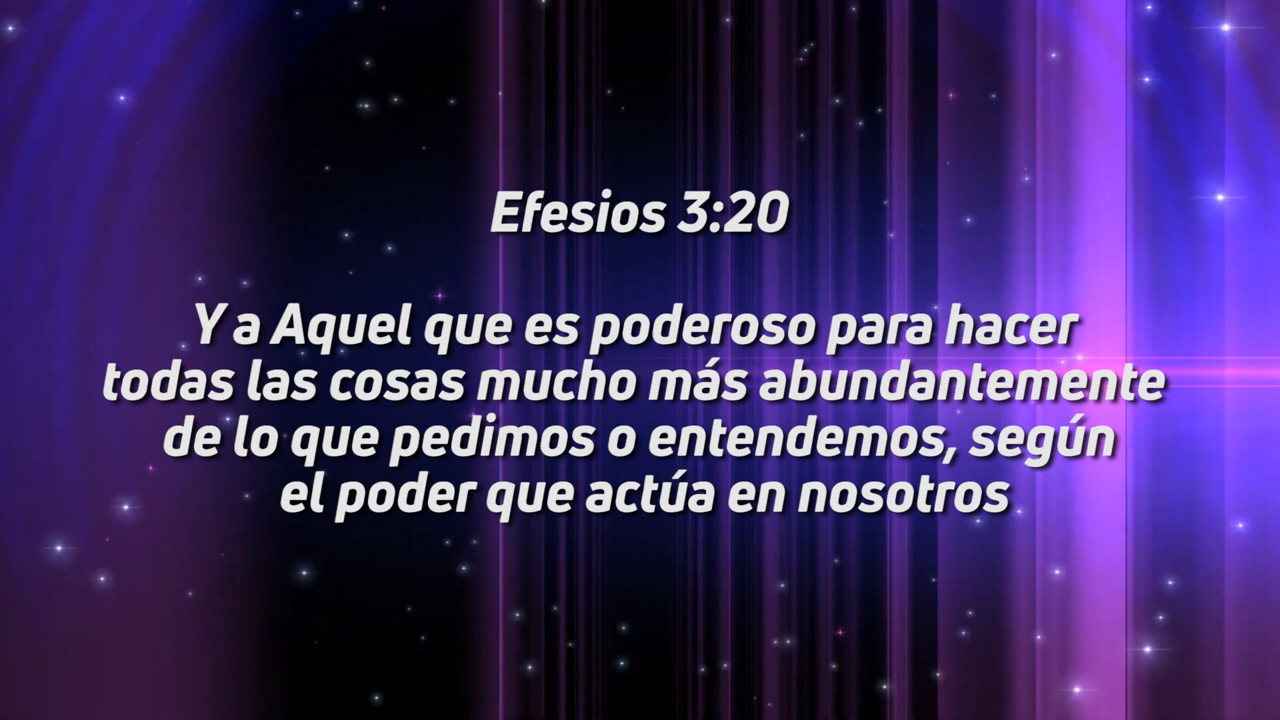 Efesios 3:20
Y a Aquel que es poderoso para hacer
todas las cosas mucho más abundantemente
de lo que pedimos o entendemos, según
el poder que actúa en nosotros